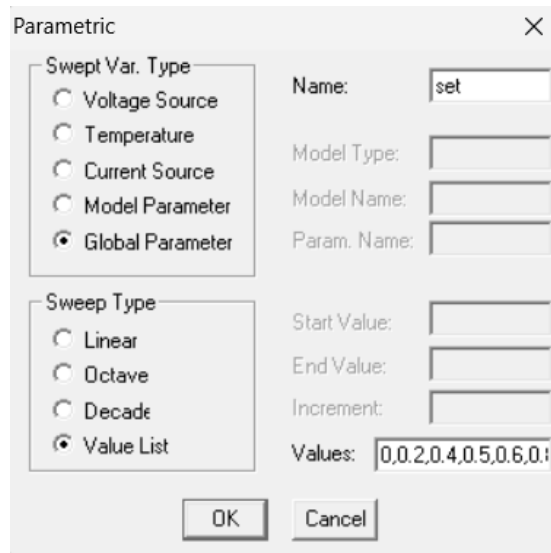 Parametric
Swept Var. Type
Voltage Source
Temperature
Current Source
Model Parameter
Global Parameter
Name: set
Model Type:
Model Name:
Param. Name:
Sweep Type
Linear
Octave
Decade
Value List
Start Value:
End Value:
Increment:
Values: 0,0.2,0.4,0.5,0.6,0.
OK
Cancel